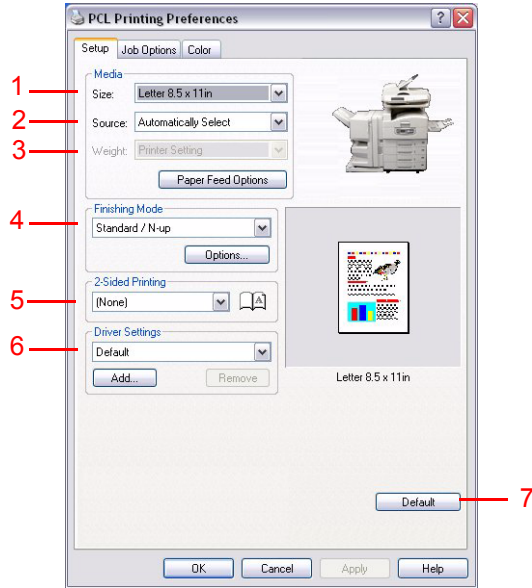 PCL Printing Preferences
Setup
Job Options
Color
Media
1
Size:
Letter 8.5 x 11in
2
Source:
Automatically Select
3
Weight:
Printer Setting
Paper Feed Options
4
Finishing Mode
Standard / N-up
Options...
5
2-Sided Printing
(None)
A
6
Driver Settings
Default
Add...
Remove
Letter 8.5 x 11in
Default
7
OK
Cancel
Apply
Help